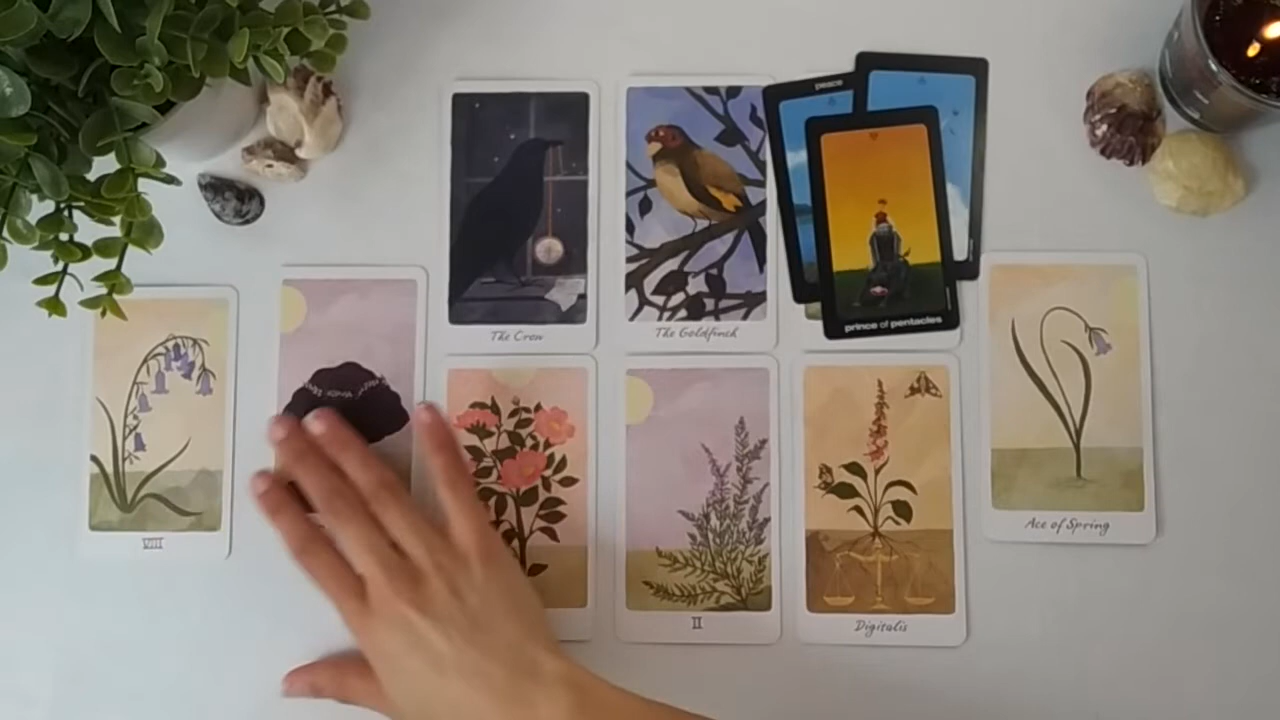 peace
prince of pentacles
The Crow
The Goldfinch
Ace of Spring
VIII
II
Digitalis